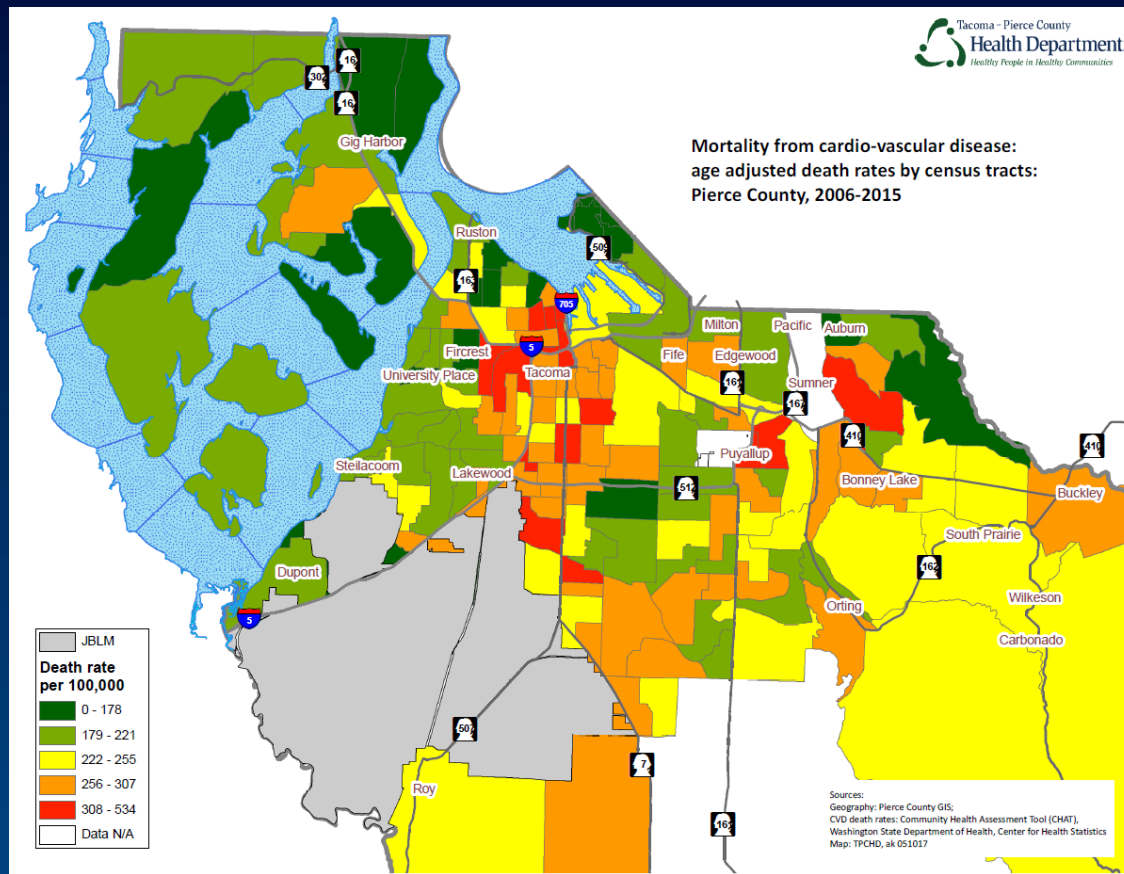 Tacoma - Pierce County
Health Department
Healthy People in Healthy Communities
Mortality from cardio-vascular disease:
age adjusted death rates by census tracts:
Pierce County, 2006-2015
16
302
16
Gig Harbor
Ruston
509
163
705
Milton
Pacific
Auburn
5
Fircrest
Fife
Edgewood
University Place
Tacoma
161
Sumner
167
410
410
Puyallup
Steilacoom
Lakewood
512
Bonney Lake
Buckley
South Prairie
162
Dupont
Orting
Wilkeson
5
Carbonado
507
7
Roy
161
JBLM
Death rate
per 100,000
0 - 178
179 - 221
222 - 255
256 - 307
308 - 534
Data N/A
Sources:
Geography: Pierce County GIS;
CVD death rates: Community Health Assessment Tool (CHAT),
Washington State Department of Health, Center for Health Statistics
Map: TPCHD, ak 051017